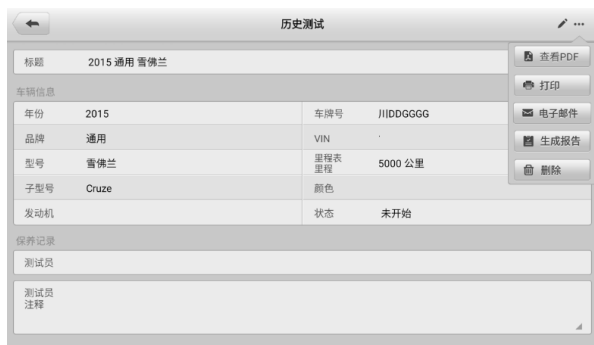 历史测试
标题 2015 通用 雪佛兰
查看PDF
打印
电子邮件
生成报告
删除
车辆信息
年份 2015 车牌号 川DDGGGG
品牌 通用 VIN
型号 雪佛兰 里程表
里程 5000 公里
子型号 Cruze 颜色
发动机 状态 未开始
保养记录
测试员
测试员
注释